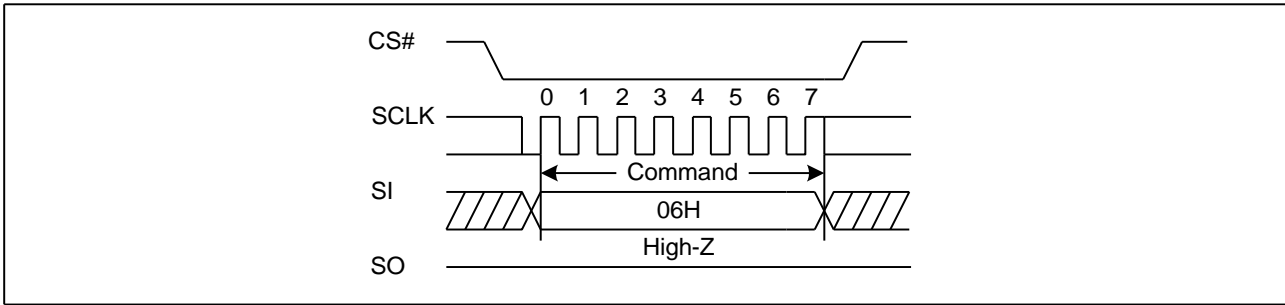 CS#
0 1 2 3 4 5 6 7
SCLK
Command
SI
06H
High-Z
SO